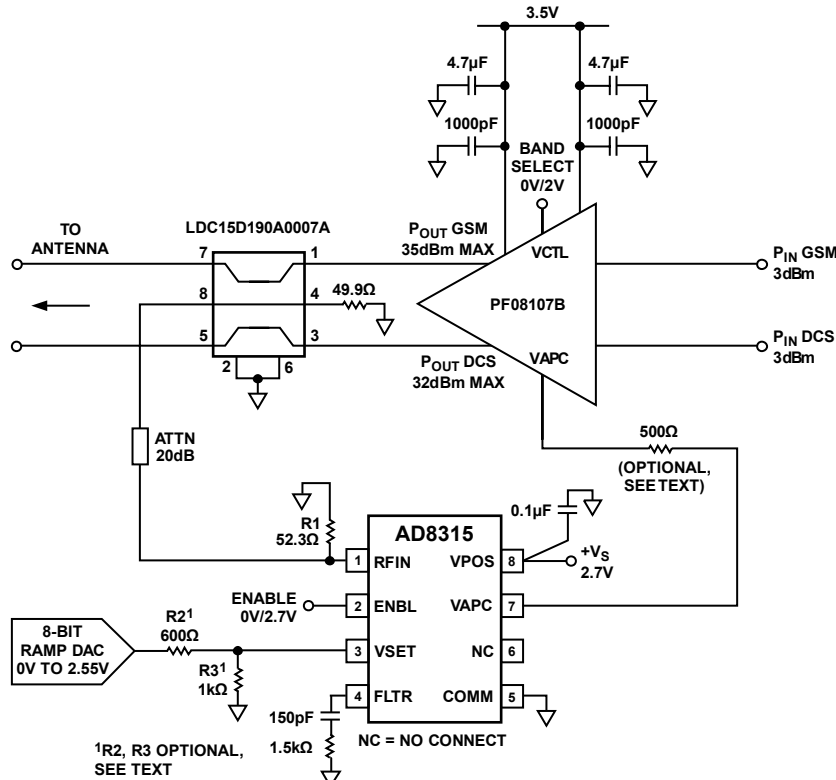 3.5V
4.7µF
4.7µF
1000pF
1000pF
BAND
SELECT
0V/2V
LDC15D190A0007A
TO
ANTENNA
7
1
P_OUT GSM
35dBm MAX
VCTL
P_IN GSM
3dBm
8
4
49.9Ω
PF08107B
5
3
2
6
P_OUT DCS
32dBm MAX
VAPC
P_IN DCS
3dBm
ATTN
20dB
500Ω
(OPTIONAL,
SEE TEXT)
R1
52.3Ω
0.1µF
AD8315
1
RFIN
VPOS
8
+V_S
2.7V
ENABLE
0V/2.7V
2
ENBL
VAPC
7
8-BIT
RAMP DAC
0V TO 2.55V
R2¹
600Ω
3
VSET
NC
6
R3¹
1kΩ
4
FLTR
COMM
5
150pF
1.5kΩ
NC = NO CONNECT
¹R2, R3 OPTIONAL,
SEE TEXT